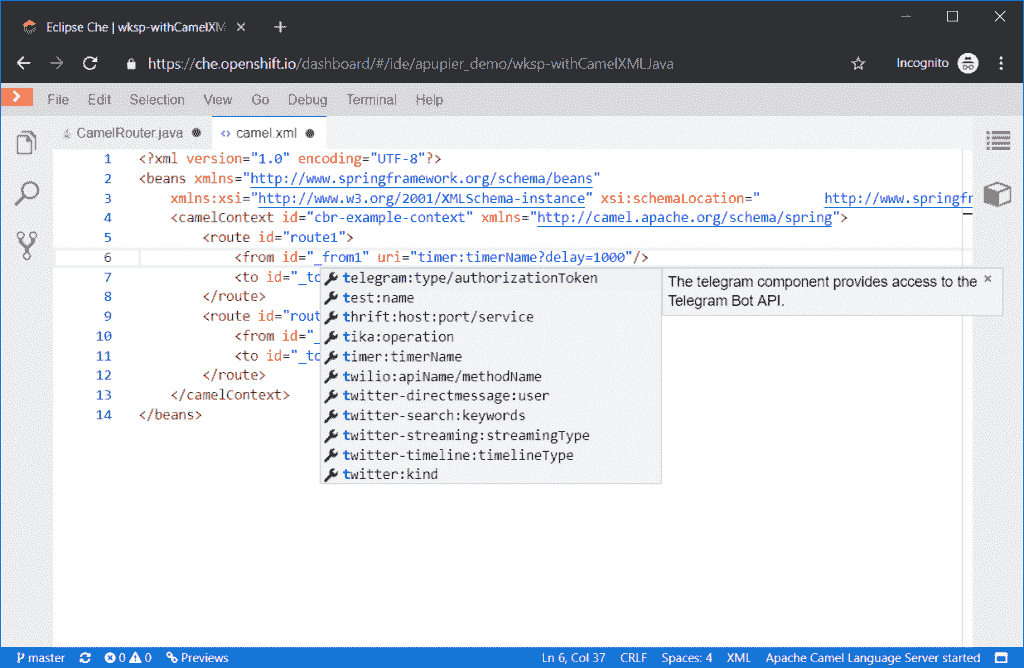 Eclipse Che | wksp-withCamelXM
https://che.openshift.io/dashboard/#/ide/apupier_demo/wksp-withCamelXMLJava
Incognito
File Edit Selection View Go Debug Terminal Help
CamelRouter.java
camel.xml
1 <?xml version="1.0" encoding="UTF-8"?>
2 <beans xmlns="http://www.springframework.org/schema/beans"
3 xmlns:xsi="http://www.w3.org/2001/XMLSchema-instance" xsi:schemaLocation=" http://www.springfr
4 <camelContext id="cbr-example-context" xmlns="http://camel.apache.org/schema/spring">
5 <route id="route1">
6 <from id="_from1" uri="timer:timerName?delay=1000"/>
7 <to id="_to
8 </route>
9 <route id="rout
10 <from id="_
11 <to id="_to
12 </route>
13 </camelContext>
14 </beans>
telegram:type/authorizationToken
test:name
thrift:host:port/service
tika:operation
timer:timerName
twilio:apiName/methodName
twitter-directmessage:user
twitter-search:keywords
twitter-streaming:streamingType
twitter-timeline:timelineType
twitter:kind
The telegram component provides access to the
Telegram Bot API.
master 0 0 Previews Ln 6, Col 37 CRLF Spaces: 4 XML Apache Camel Language Server started